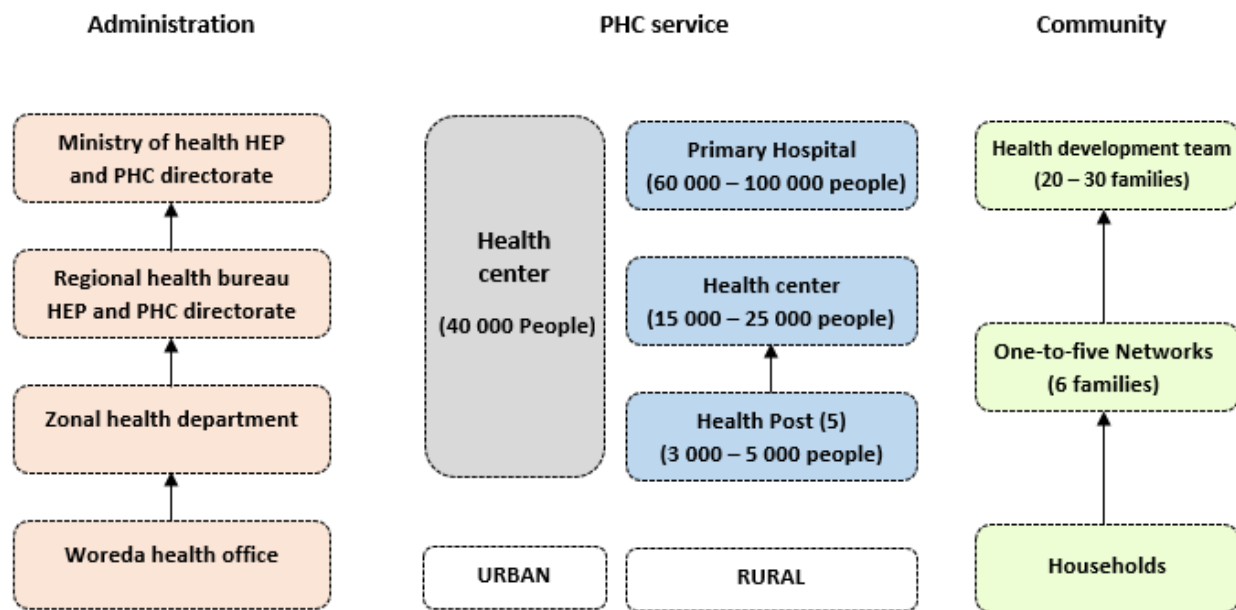 Administration
Ministry of health HEP
and PHC directorate
Regional health bureau
HEP and PHC directorate
Zonal health department
Woreda health office
PHC service
Health
center
(40 000 People)
URBAN
Primary Hospital
(60 000 – 100 000 people)
Health center
(15 000 – 25 000 people)
Health Post (5)
(3 000 – 5 000 people)
RURAL
Community
Health development team
(20 – 30 families)
One-to-five Networks
(6 families)
Households